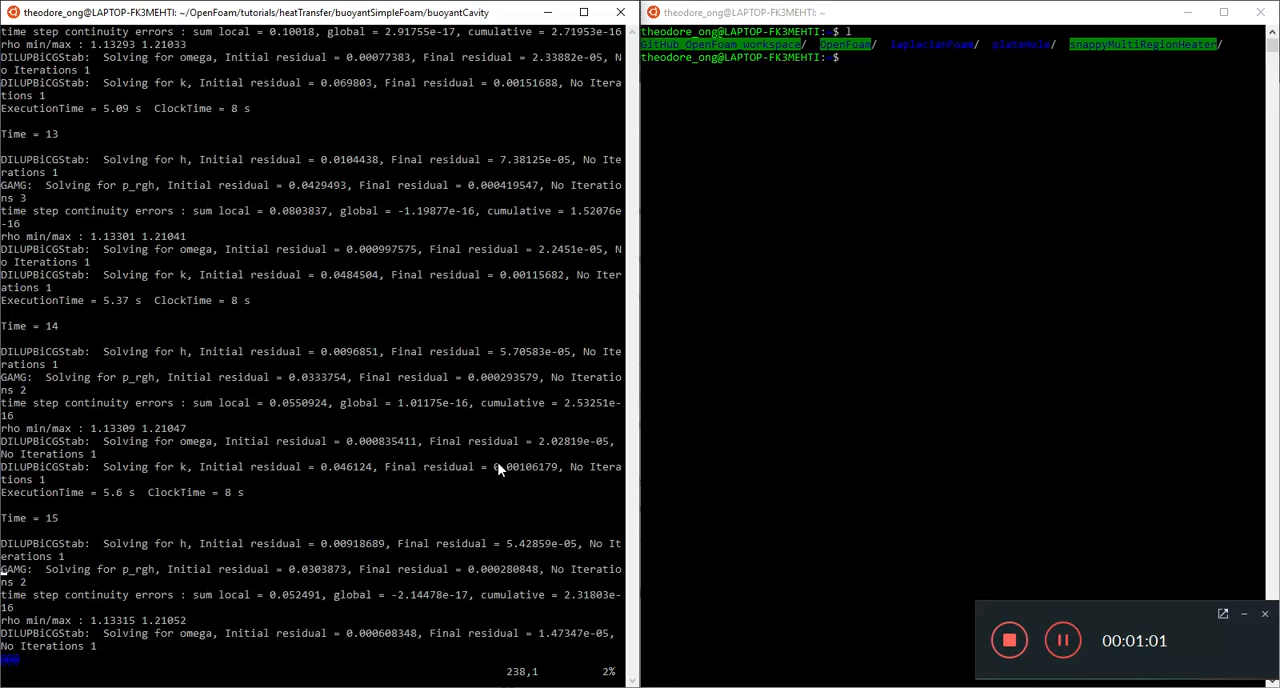 theodore_ong@LAPTOP-FK3MEHTI: ~/OpenFoam/tutorials/heatTransfer/buoyantSimpleFoam/buoyantCavity
time step continuity errors : sum local = 0.10018, global = 2.91755e-17, cumulative = 2.71953e-16
rho min/max : 1.13293 1.21033
DILUPBiCGStab:  Solving for omega, Initial residual = 0.00077383, Final residual = 2.33882e-05, N
o Iterations 1
DILUPBiCGStab:  Solving for k, Initial residual = 0.069803, Final residual = 0.00151688, No Itera
tions 1
ExecutionTime = 5.09 s  ClockTime = 8 s
Time = 13
DILUPBiCGStab:  Solving for h, Initial residual = 0.0104438, Final residual = 7.38125e-05, No Ite
rations 1
GAMG:  Solving for p_rgh, Initial residual = 0.0429493, Final residual = 0.000419547, No Iteratio
ns 3
time step continuity errors : sum local = 0.0803837, global = -1.19877e-16, cumulative = 1.52076e
-16
rho min/max : 1.13301 1.21041
DILUPBiCGStab:  Solving for omega, Initial residual = 0.000997575, Final residual = 2.2451e-05, N
o Iterations 1
DILUPBiCGStab:  Solving for k, Initial residual = 0.0484504, Final residual = 0.00115682, No Iter
ations 1
ExecutionTime = 5.37 s  ClockTime = 8 s
Time = 14
DILUPBiCGStab:  Solving for h, Initial residual = 0.0096851, Final residual = 5.70583e-05, No Ite
rations 1
GAMG:  Solving for p_rgh, Initial residual = 0.0333754, Final residual = 0.000293579, No Iteratio
ns 2
time step continuity errors : sum local = 0.0550924, global = 1.01175e-16, cumulative = 2.53251e-
16
rho min/max : 1.13309 1.21047
DILUPBiCGStab:  Solving for omega, Initial residual = 0.000835411, Final residual = 2.02819e-05,
No Iterations 1
DILUPBiCGStab:  Solving for k, Initial residual = 0.046124, Final residual = 0.00106179, No Itera
tions 1
ExecutionTime = 5.6 s  ClockTime = 8 s
Time = 15
DILUPBiCGStab:  Solving for h, Initial residual = 0.00918689, Final residual = 5.42859e-05, No It
erations 1
GAMG:  Solving for p_rgh, Initial residual = 0.0303873, Final residual = 0.000280848, No Iteratio
ns 2
time step continuity errors : sum local = 0.052491, global = -2.14478e-17, cumulative = 2.31803e-
16
rho min/max : 1.13315 1.21052
DILUPBiCGStab:  Solving for omega, Initial residual = 0.000608348, Final residual = 1.47347e-05,
No Iterations 1
@@@
238,1 2%
theodore_ong@LAPTOP-FK3MEHTI: ~
theodore_ong@LAPTOP-FK3MEHTI:~$ l
GitHub_OpenFoam_workspace/  OpenFoam/  laplacianFoam/  plateHole/  snappyMultiRegionHeater/
theodore_ong@LAPTOP-FK3MEHTI:~$
00:01:01